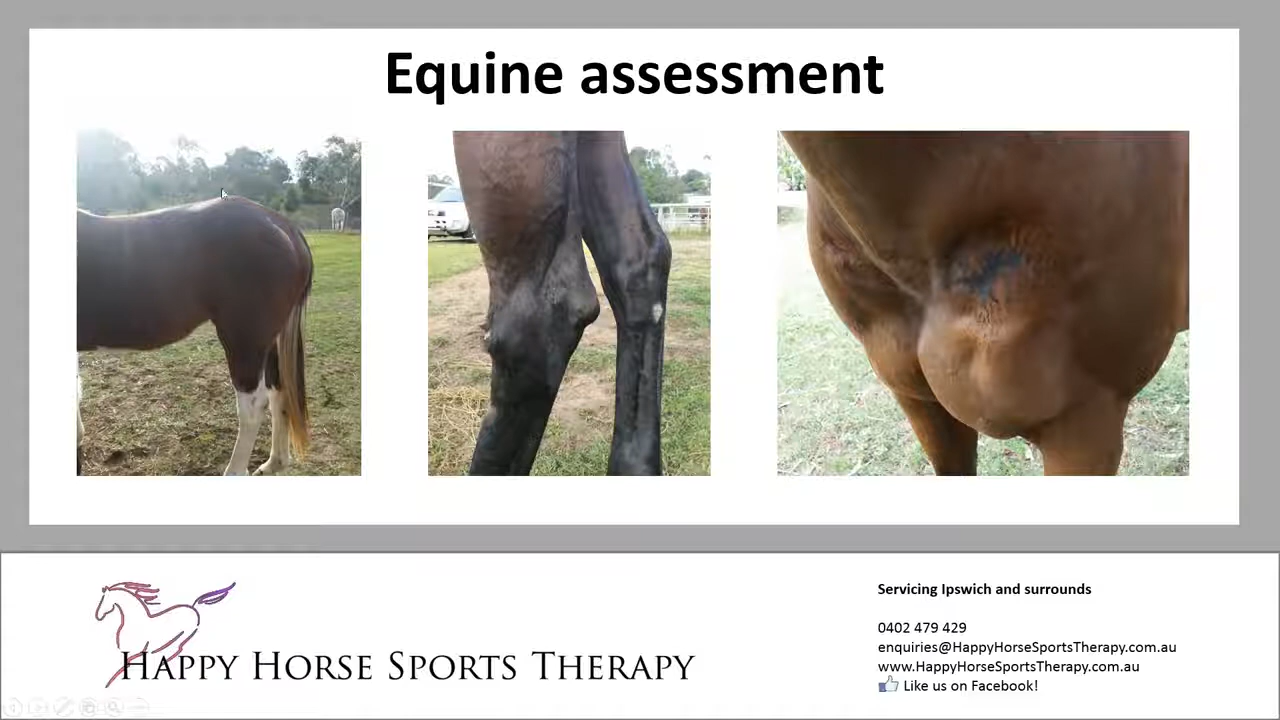 Equine assessment
HAPPY HORSE SPORTS THERAPY
Servicing Ipswich and surrounds
0402 479 429
enquiries@HappyHorseSportsTherapy.com.au
www.HappyHorseSportsTherapy.com.au
Like us on Facebook!